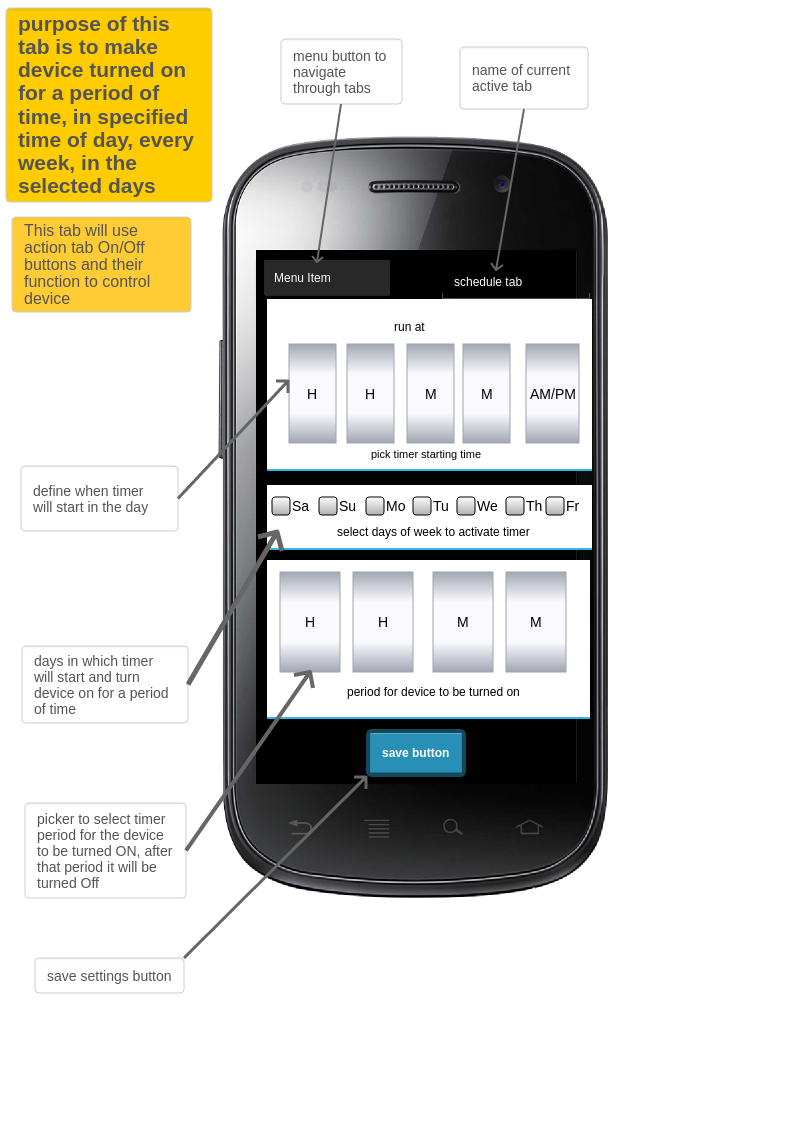 purpose of this
tab is to make
device turned on
for a period of
time, in specified
time of day, every
week, in the
selected days
This tab will use
action tab On/Off
buttons and their
function to control
device
menu button to
navigate
through tabs
name of current
active tab
Menu Item
schedule tab
run at
H H M M AM/PM
pick timer starting time
define when timer
will start in the day
Sa Su Mo Tu We Th Fr
select days of week to activate timer
H H M M
period for device to be turned on
days in which timer
will start and turn
device on for a period
of time
save button
picker to select timer
period for the device
to be turned ON, after
that period it will be
turned Off
save settings button